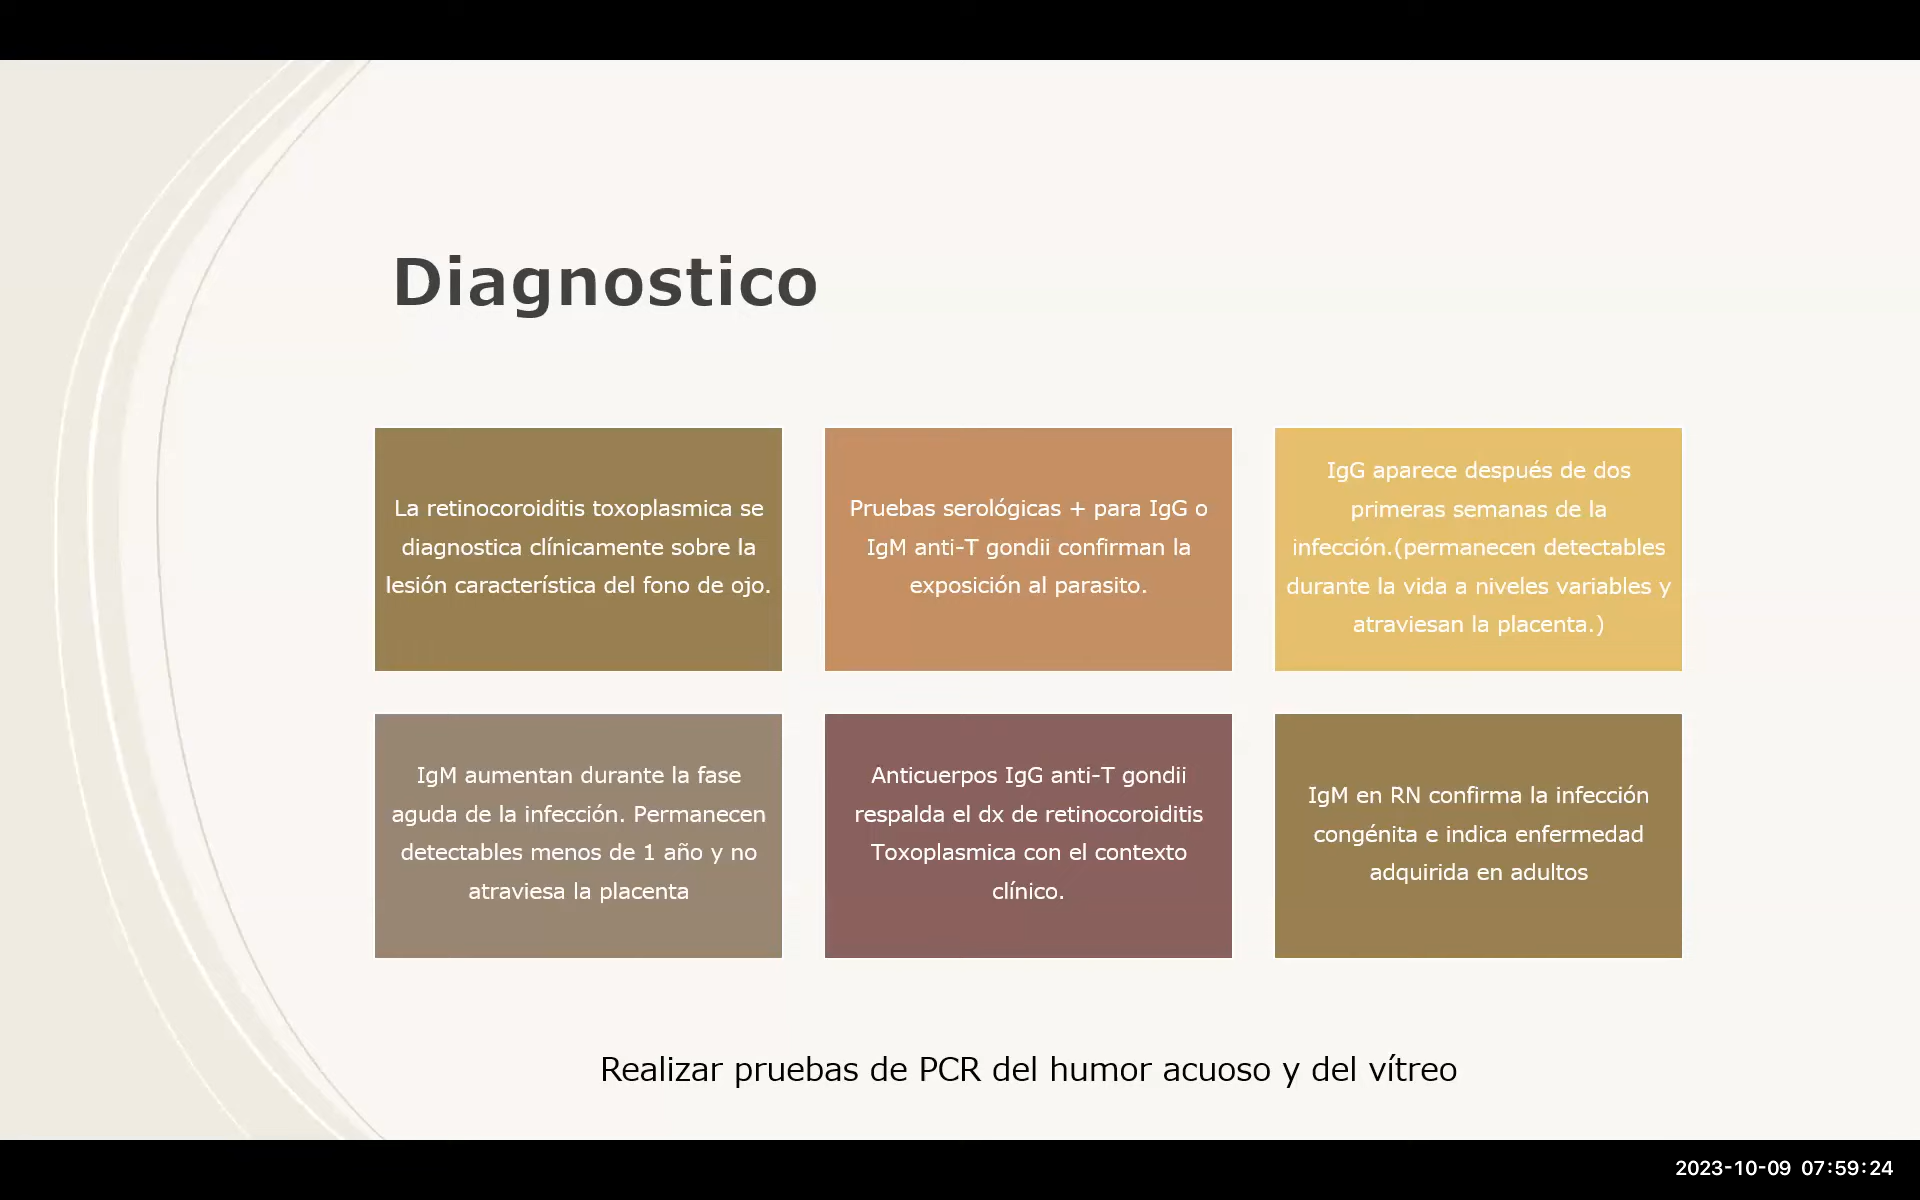 Diagnostico
La retinocoroiditis toxoplasmica se
diagnostica clínicamente sobre la
lesión característica del fono de ojo.
Pruebas serológicas + para IgG o
IgM anti-T gondii confirman la
exposición al parasito.
IgG aparece después de dos
primeras semanas de la
infección.(permanecen detectables
durante la vida a niveles variables y
atraviesan la placenta.)
IgM aumentan durante la fase
aguda de la infección. Permanecen
detectables menos de 1 año y no
atraviesa la placenta
Anticuerpos IgG anti-T gondii
respalda el dx de retinocoroiditis
Toxoplasmica con el contexto
clínico.
IgM en RN confirma la infección
congénita e indica enfermedad
adquirida en adultos
Realizar pruebas de PCR del humor acuoso y del vítreo
2023-10-09 07:59:24